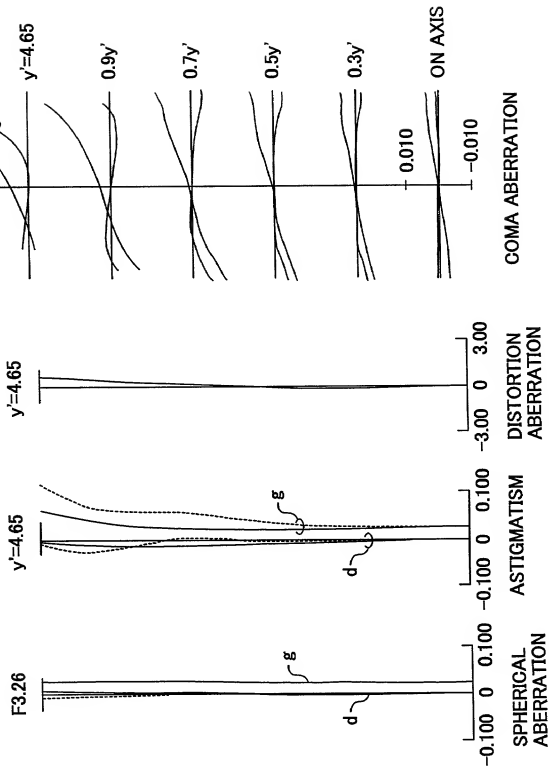 F3.26
g
d
-0.100
0
0.100
SPHERICAL
ABERRATION
y'=4.65
g
d
-0.100
0
0.100
ASTIGMATISM
y'=4.65
-3.00
0
3.00
DISTORTION
ABERRATION
y'=4.65
0.9y'
0.7y'
0.5y'
0.3y'
0.010
ON AXIS
-0.010
COMA ABERRATION